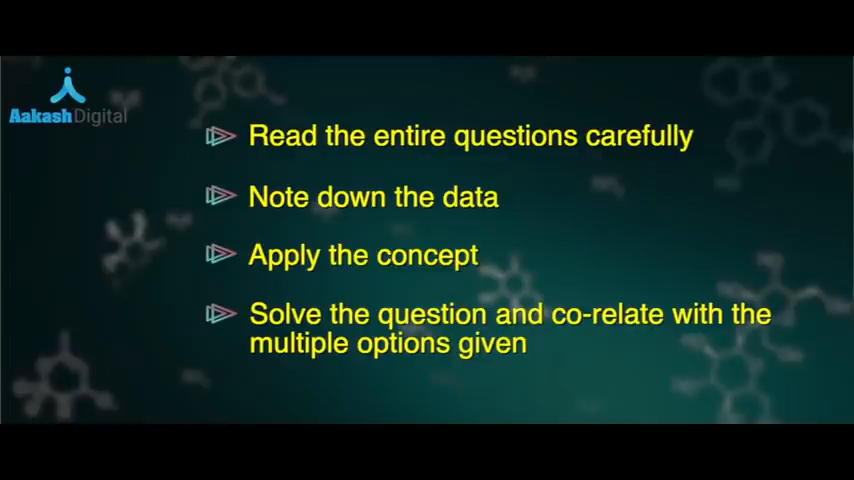 Aakash Digital
Read the entire questions carefully
Note down the data
Apply the concept
Solve the question and co-relate with the
multiple options given